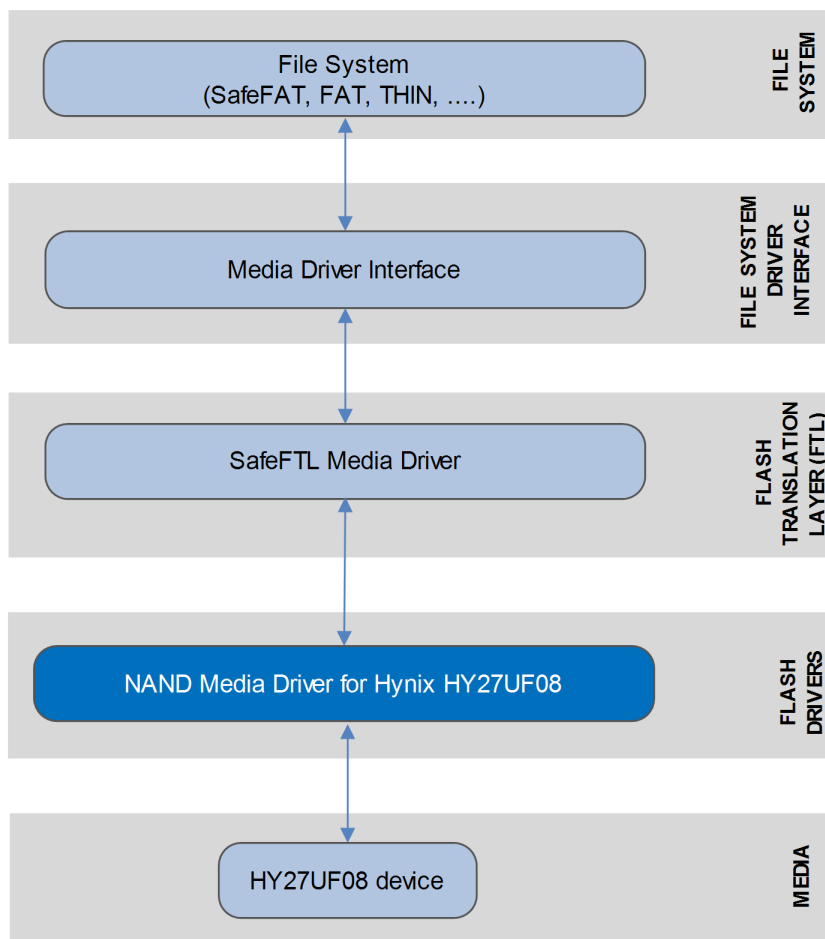 File System
(SafeFAT, FAT, THIN, ....)
FILE
SYSTEM
Media Driver Interface
FILE SYSTEM
DRIVER
INTERFACE
SafeFTL Media Driver
FLASH
TRANSLATION
LAYER (FTL)
NAND Media Driver for Hynix HY27UF08
FLASH
DRIVERS
HY27UF08 device
MEDIA